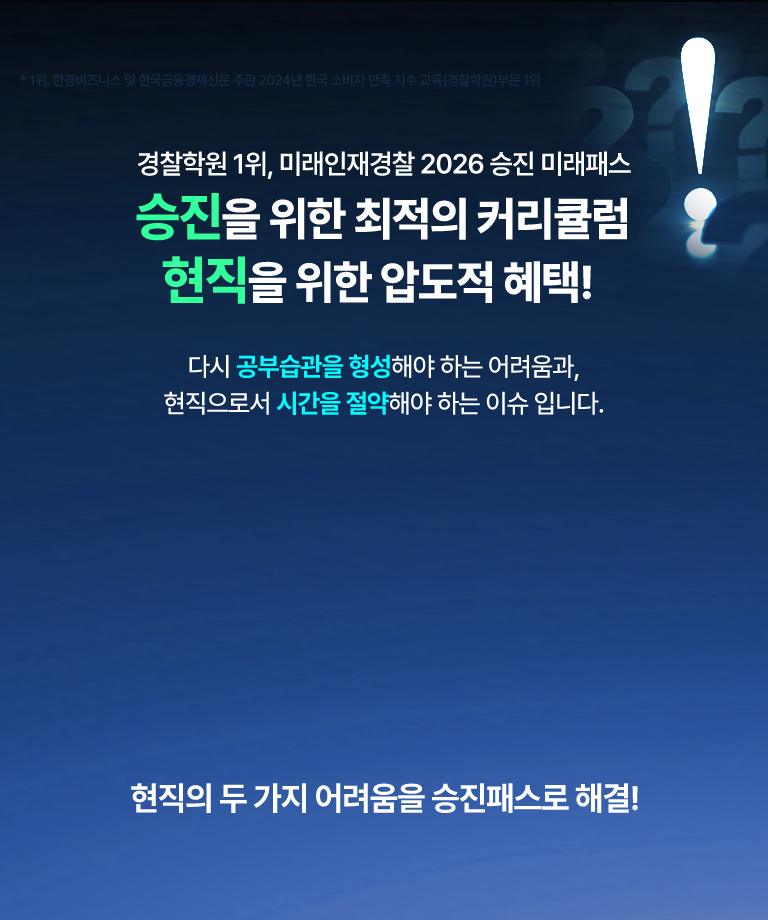 * 1위. 한경비즈니스 및 한국금융경제신문 주관 2024년 한국 소비자 만족 지수 교육(경찰학원)부문 1위
경찰학원 1위, 미래인재경찰 2026 승진 미래패스
승진을 위한 최적의 커리큘럼
현직을 위한 압도적 혜택!
다시 공부습관을 형성해야 하는 어려움과,
현직으로서 시간을 절약해야 하는 이슈 입니다.
현직의 두 가지 어려움을 승진패스로 해결!